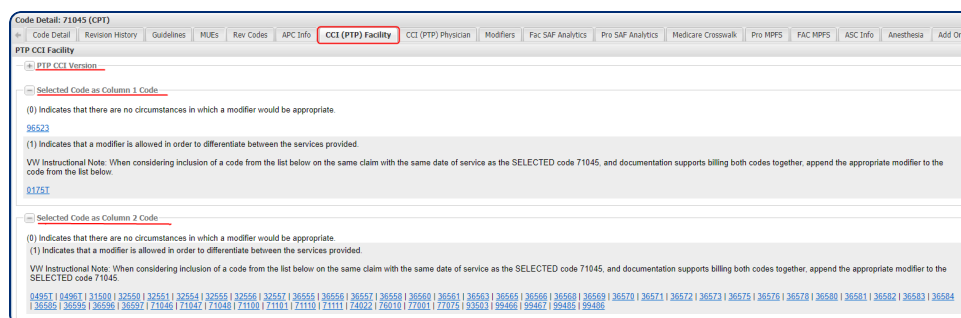 Code Detail: 71045 (CPT)
Code Detail Revision History Guidelines MUEs Rev Codes APC Info CCI (PTP) Facility CCI (PTP) Physician Modifiers Fac SAF Analytics Pro SAF Analytics Medicare Crosswalk Pro MPFS FAC MPFS ASC Info Anesthesia Add On
PTP CCI Facility
PTP CCI Version
Selected Code as Column 1 Code
(0) Indicates that there are no circumstances in which a modifier would be appropriate.
96523
(1) Indicates that a modifier is allowed in order to differentiate between the services provided.
VW Instructional Note: When considering inclusion of a code from the list below on the same claim with the same date of service as the SELECTED code 71045, and documentation supports billing both codes together, append the appropriate modifier to the
code from the list below.
0175T
Selected Code as Column 2 Code
(0) Indicates that there are no circumstances in which a modifier would be appropriate.
(1) Indicates that a modifier is allowed in order to differentiate between the services provided.
VW Instructional Note: When considering inclusion of a code from the list below on the same claim with the same date of service as the SELECTED code 71045, and documentation supports billing both codes together, append the appropriate modifier to the
SELECTED code 71045.
0495T | 0496T | 31500 | 32550 | 32551 | 32554 | 32555 | 32556 | 32557 | 36555 | 36556 | 36557 | 36558 | 36560 | 36561 | 36563 | 36565 | 36566 | 36568 | 36569 | 36570 | 36571 | 36572 | 36573 | 36575 | 36576 | 36578 | 36580 | 36581 | 36582 | 36583 | 36584
| 36585 | 36595 | 36596 | 36597 | 71046 | 71047 | 71048 | 71100 | 71101 | 71110 | 71111 | 74022 | 76010 | 77001 | 77075 | 93503 | 99466 | 99467 | 99485 | 99486